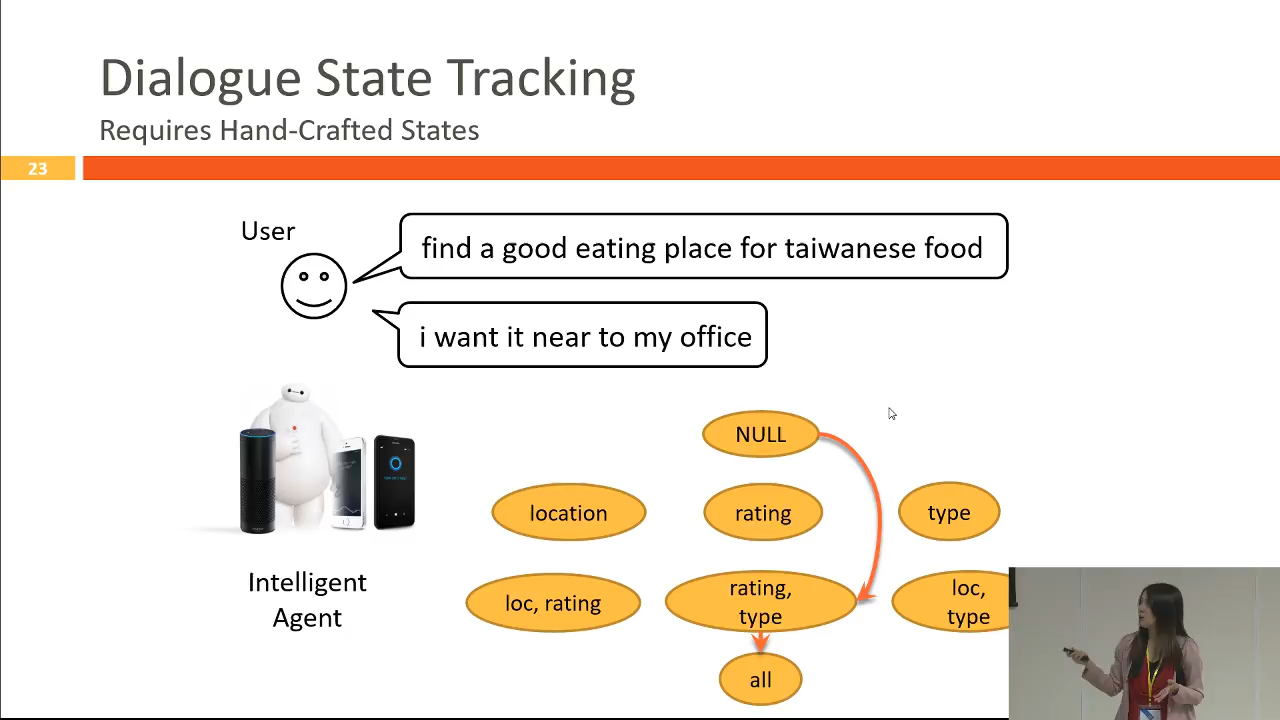 Dialogue State Tracking
Requires Hand-Crafted States
23
User
find a good eating place for taiwanese food
i want it near to my office
NULL
location
rating
type
Intelligent
Agent
loc, rating
rating,
type
loc,
type
all